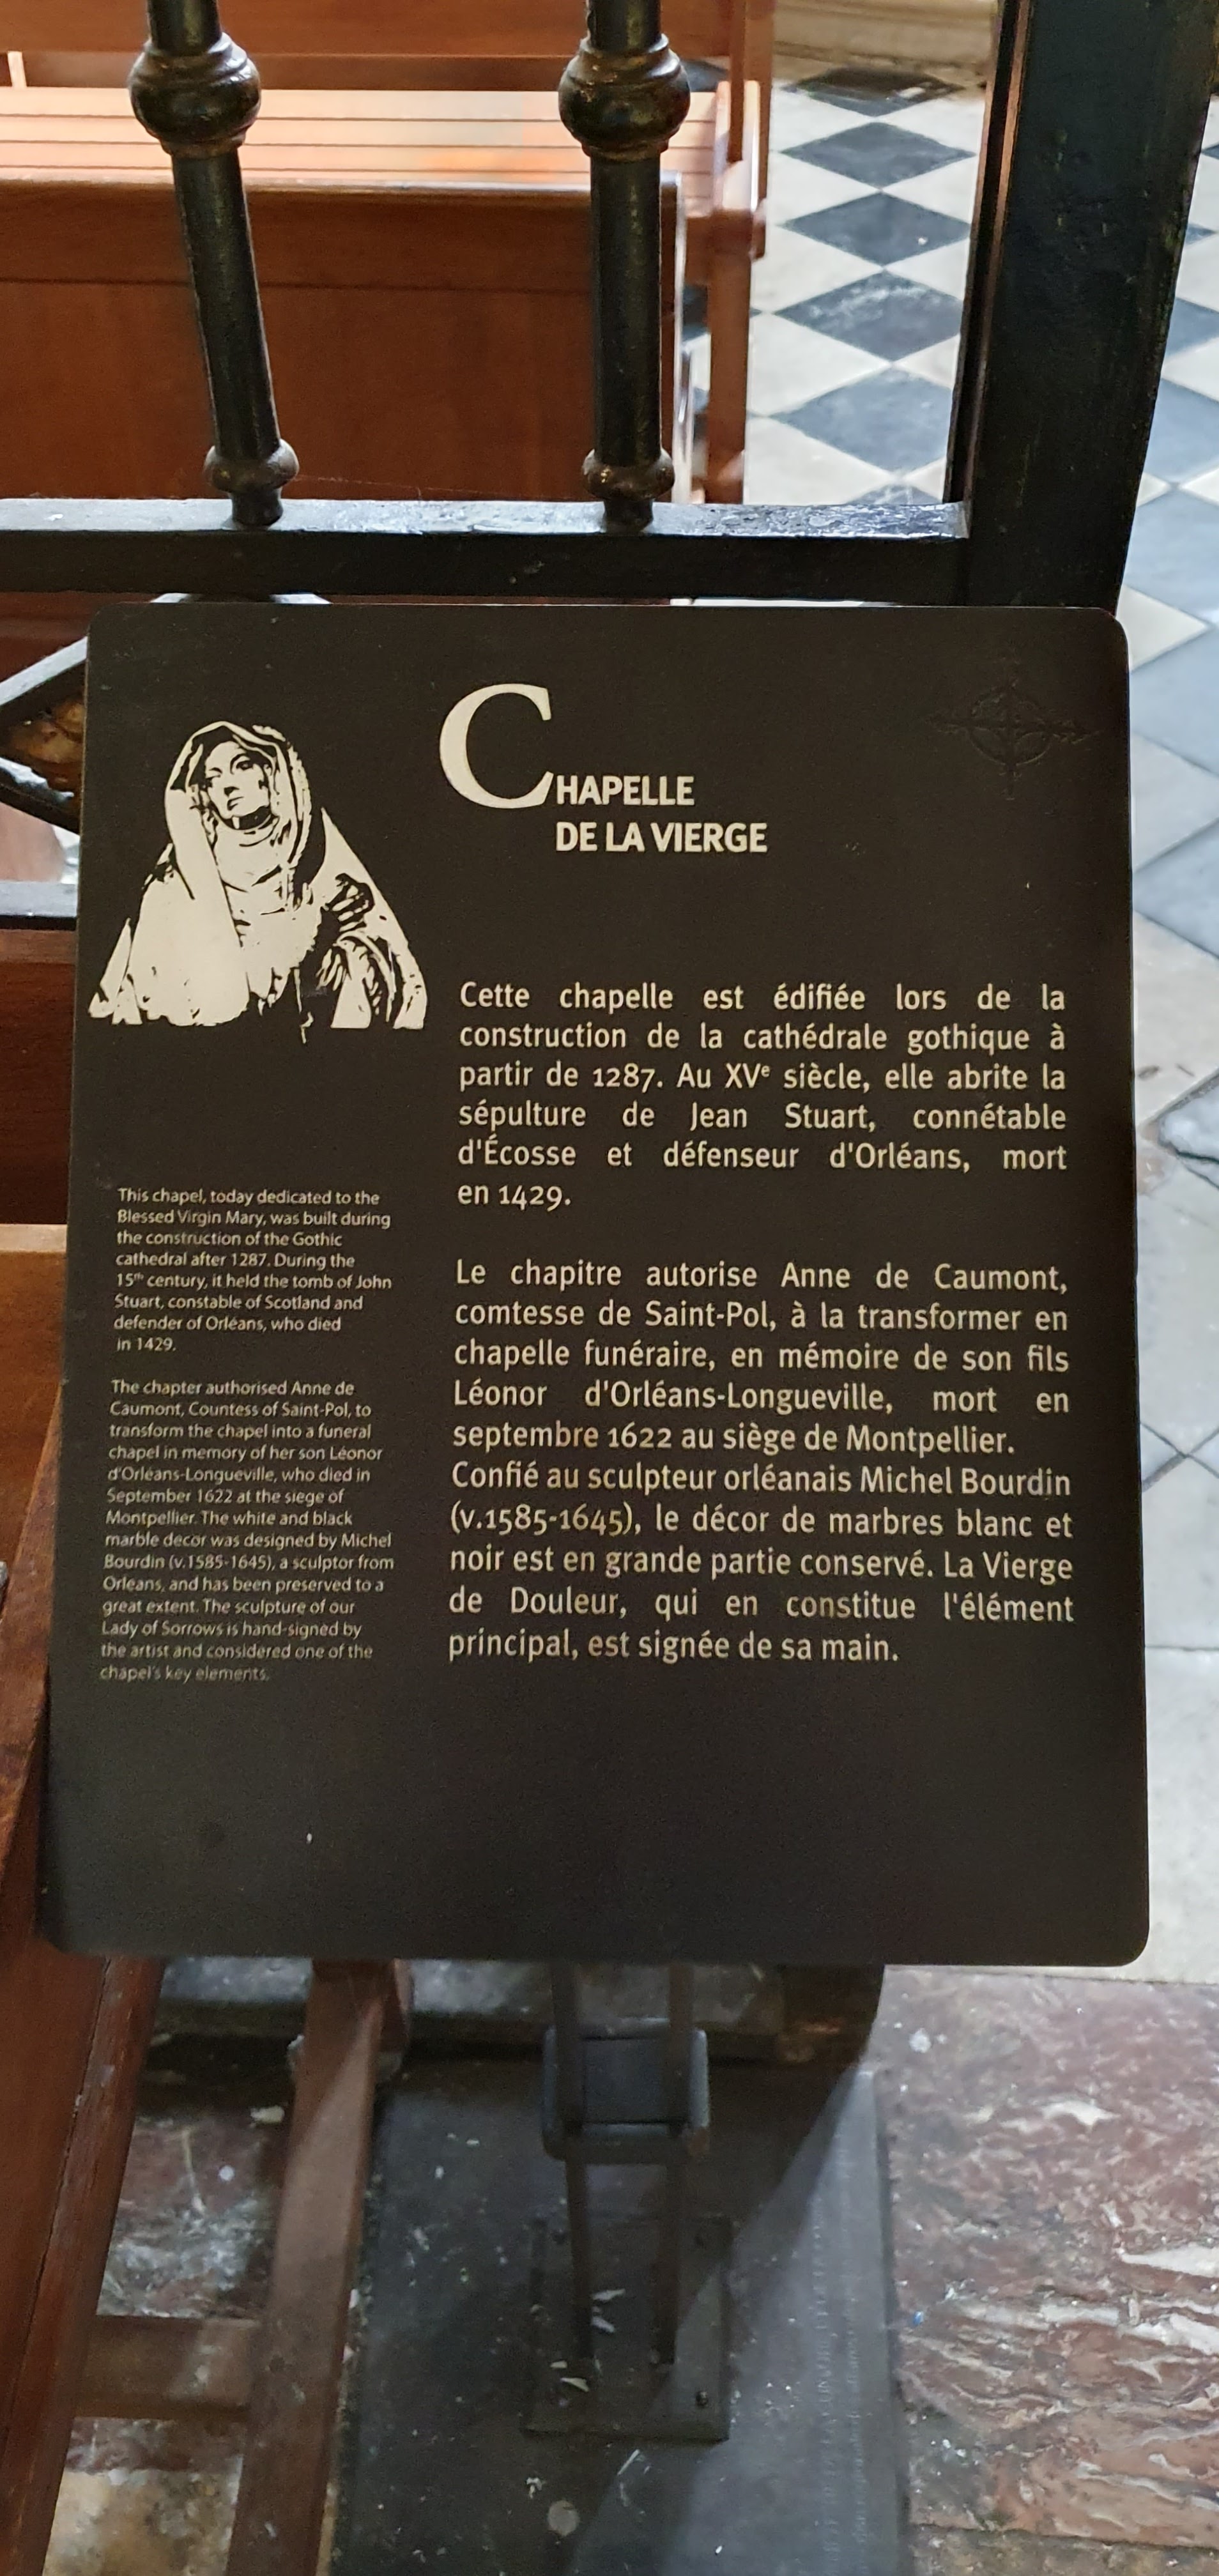 CHAPELLE
DE LA VIERGE
Cette chapelle est édifiée lors de la
construction de la cathédrale gothique à
partir de 1287. Au XVe siècle, elle abrite la
sépulture de Jean Stuart, connétable
d'Écosse et défenseur d'Orléans, mort
en 1429.
Le chapitre autorise Anne de Caumont,
comtesse de Saint-Pol, à la transformer en
chapelle funéraire, en mémoire de son fils
Léonor d'Orléans-Longueville, mort en
septembre 1622 au siège de Montpellier.
Confié au sculpteur orléanais Michel Bourdin
(v.1585-1645), le décor de marbres blanc et
noir est en grande partie conservé. La Vierge
de Douleur, qui en constitue l'élément
principal, est signée de sa main.
This chapel, today dedicated to the
Blessed Virgin Mary, was built during
the construction of the Gothic
cathedral after 1287. During the
15th century, it held the tomb of John
Stuart, constable of Scotland and
defender of Orléans, who died
in 1429.
The chapter authorised Anne de
Caumont, Countess of Saint-Pol, to
transform the chapel into a funeral
chapel in memory of her son Léonor
d'Orléans-Longueville, who died in
September 1622 at the siege of
Montpellier. The white and black
marble decor was designed by Michel
Bourdin (v.1585-1645), a sculptor from
Orleans, and has been preserved to a
great extent. The sculpture of our
Lady of Sorrows is hand-signed by
the artist and considered one of the
chapel's key elements.